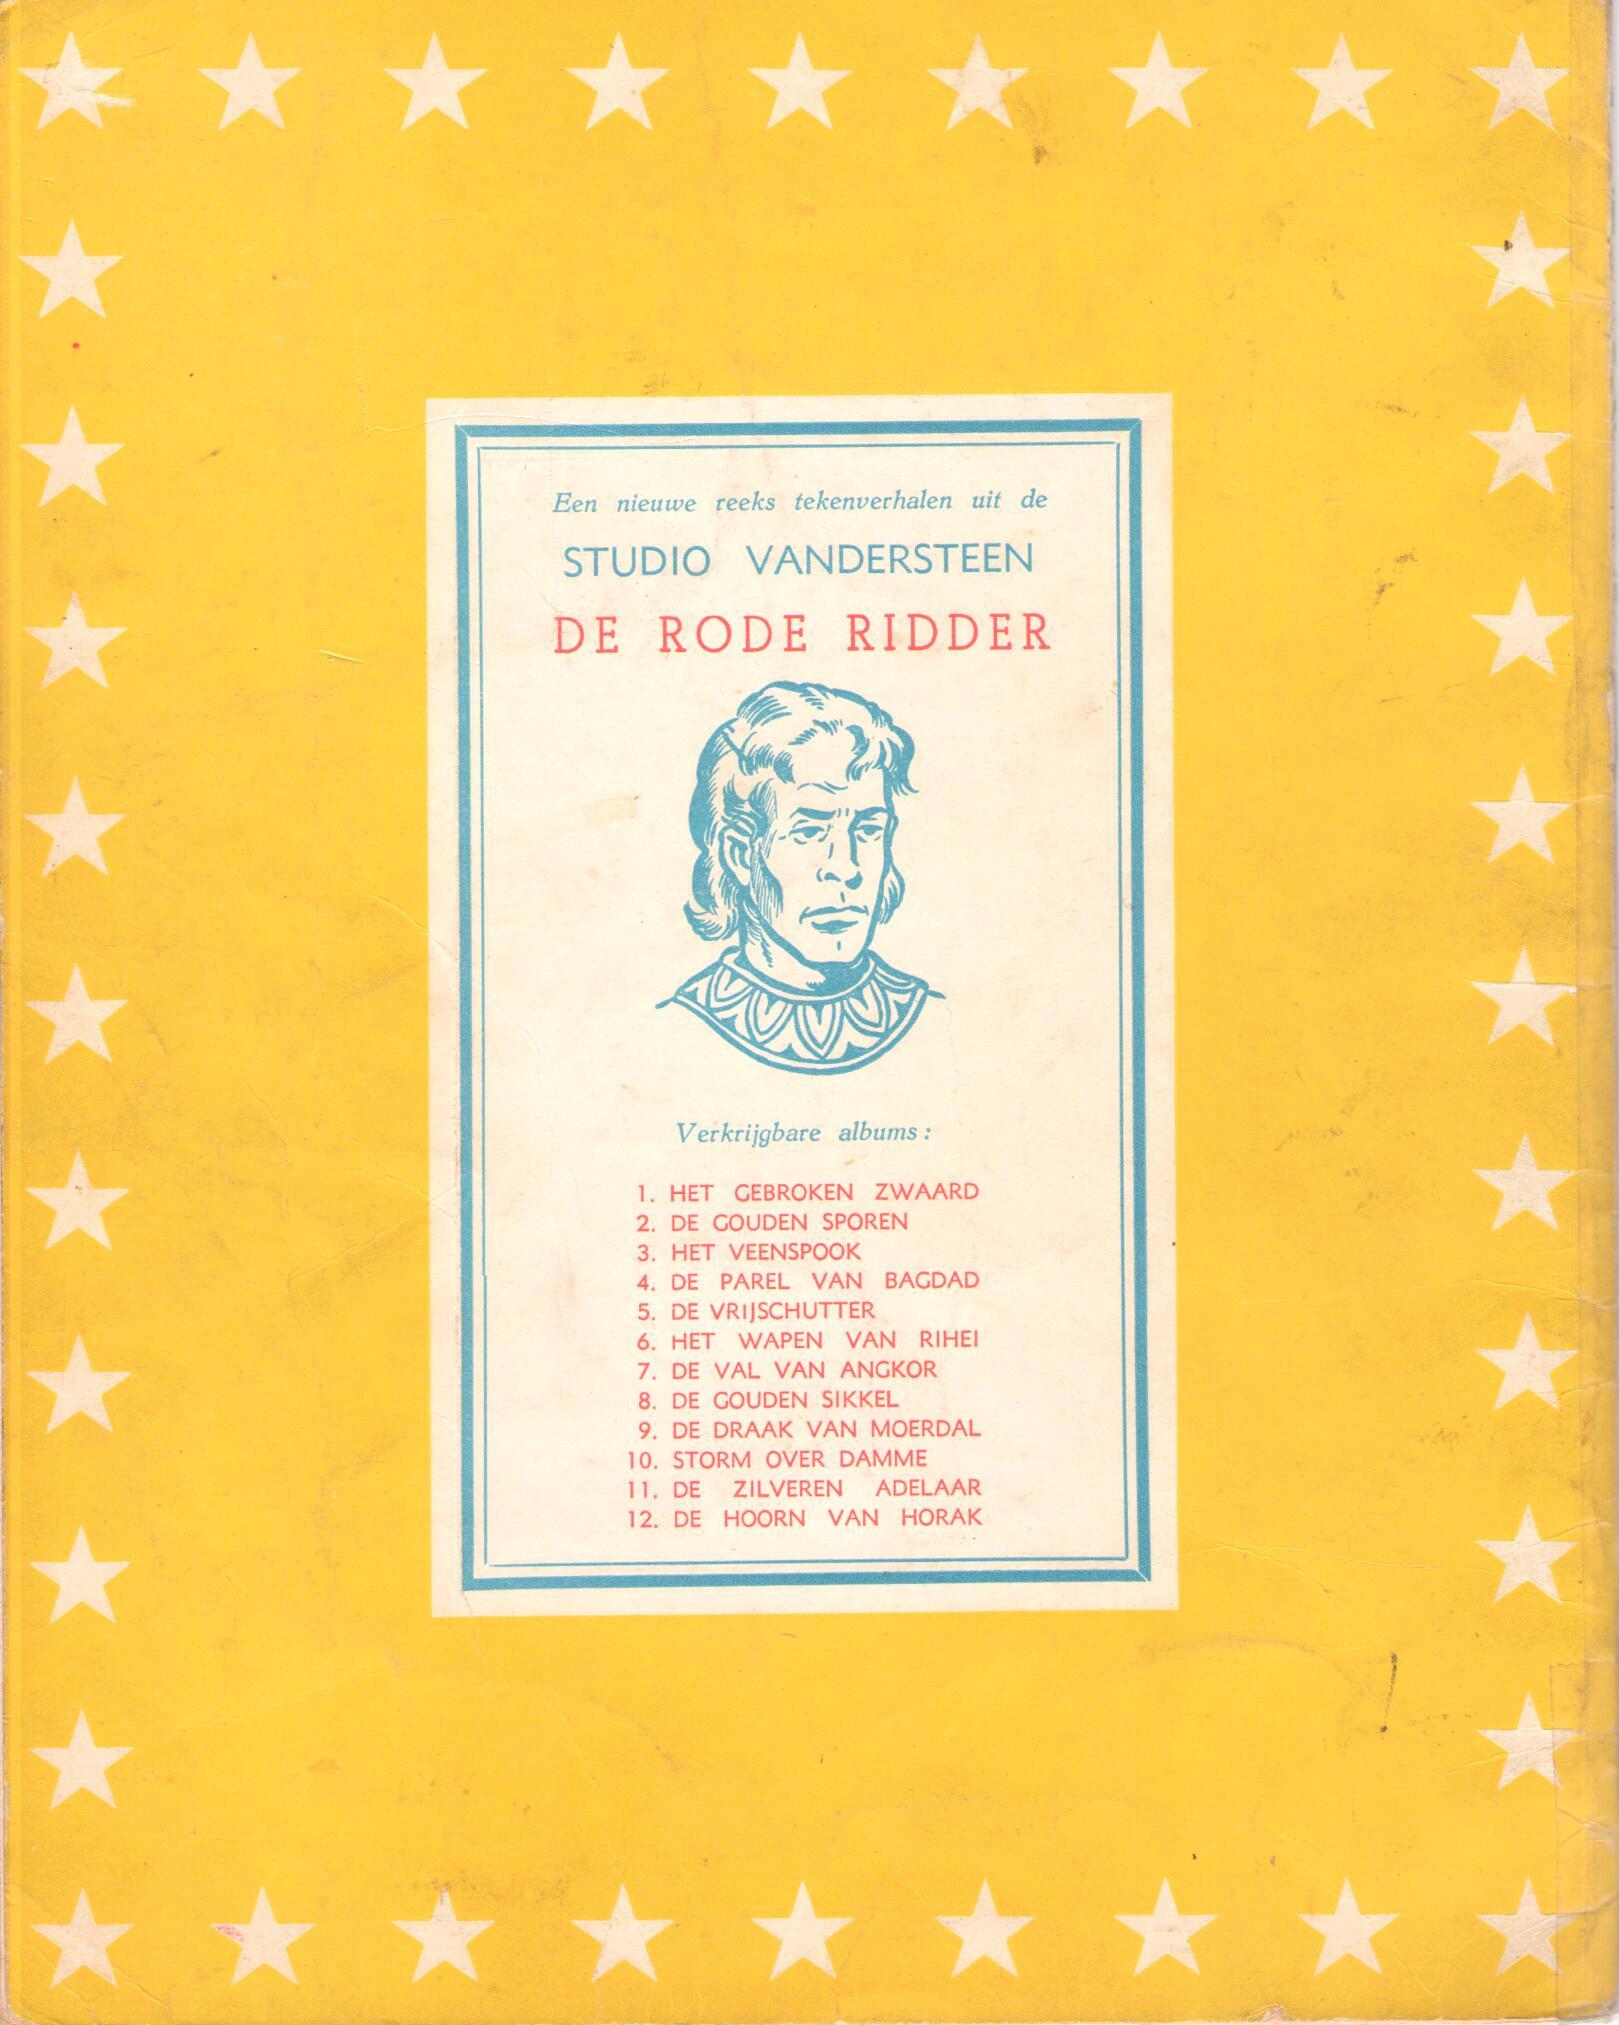 Een nieuwe reeks tekenverhalen uit de
STUDIO VANDERSTEEN
DE RODE RIDDER
Verkrijgbare albums :
1. HET GEBROKEN ZWAARD
2. DE GOUDEN SPOREN
3. HET VEENSPOOK
4. DE PAREL VAN BAGDAD
5. DE VRIJSCHUTTER
6. HET WAPEN VAN RIHEI
7. DE VAL VAN ANGKOR
8. DE GOUDEN SIKKEL
9. DE DRAAK VAN MOERDAL
10. STORM OVER DAMME
11. DE ZILVEREN ADELAAR
12. DE HOORN VAN HORAK